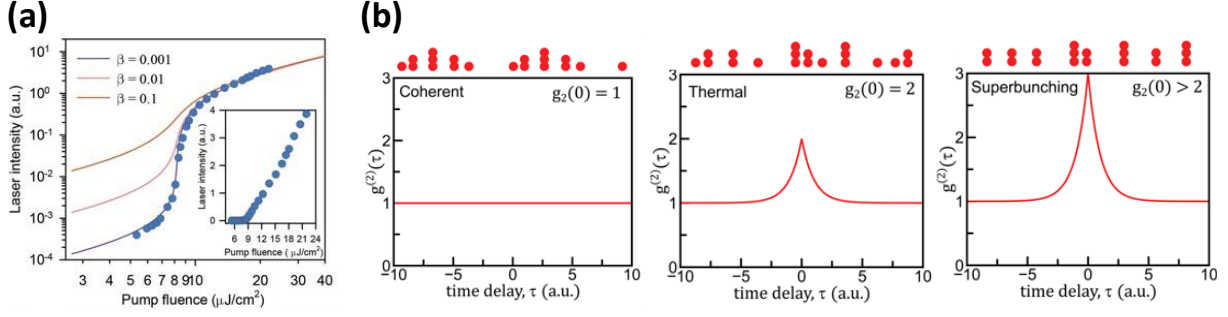 (a)
Laser intensity (a.u.)
10¹
10⁰
10⁻¹
10⁻²
10⁻³
10⁻⁴
β = 0.001
β = 0.01
β = 0.1
Laser intensity (a.u.)
4
3
2
1
0
6 9 12 15 18 21 24
Pump fluence ( μJ/cm²)
3 4 5 6 7 8 910 20 30 40
Pump fluence (μJ/cm²)
(b)
g⁽²⁾(τ)
3
2
1
0
Coherent g₂(0) = 1
-10 −5 0 5 10
time delay, τ (a.u.)
g⁽²⁾(τ)
3
2
1
0
Thermal g₂(0) = 2
-10 −5 0 5 10
time delay, τ (a.u.)
g⁽²⁾(τ)
3
2
1
0
Superbunching g₂(0) > 2
-10 −5 0 5 10
time delay, τ (a.u.)